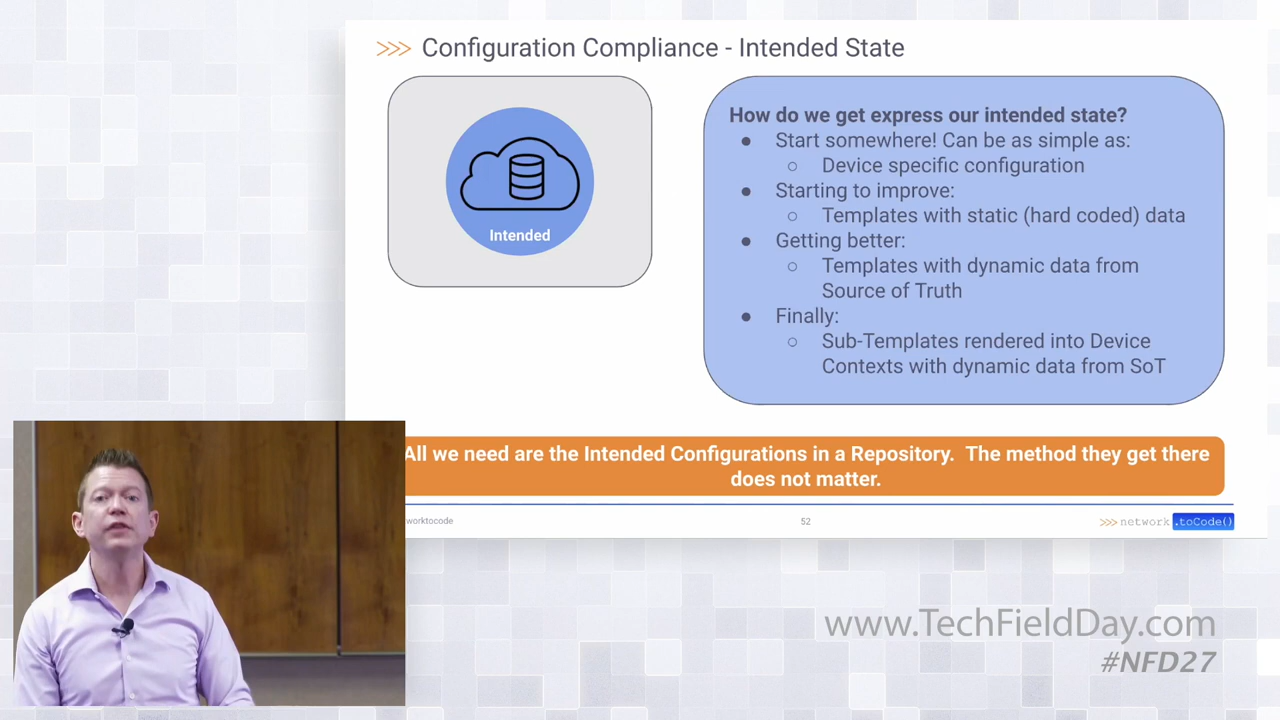 >>> Configuration Compliance - Intended State
Intended
How do we get express our intended state?
● Start somewhere! Can be as simple as:
○ Device specific configuration
● Starting to improve:
○ Templates with static (hard coded) data
● Getting better:
○ Templates with dynamic data from
Source of Truth
● Finally:
○ Sub-Templates rendered into Device
Contexts with dynamic data from SoT
All we need are the Intended Configurations in a Repository. The method they get there
does not matter.
worktocode
52
>>> network .toCode()
www.TechFieldDay.com
#NFD27